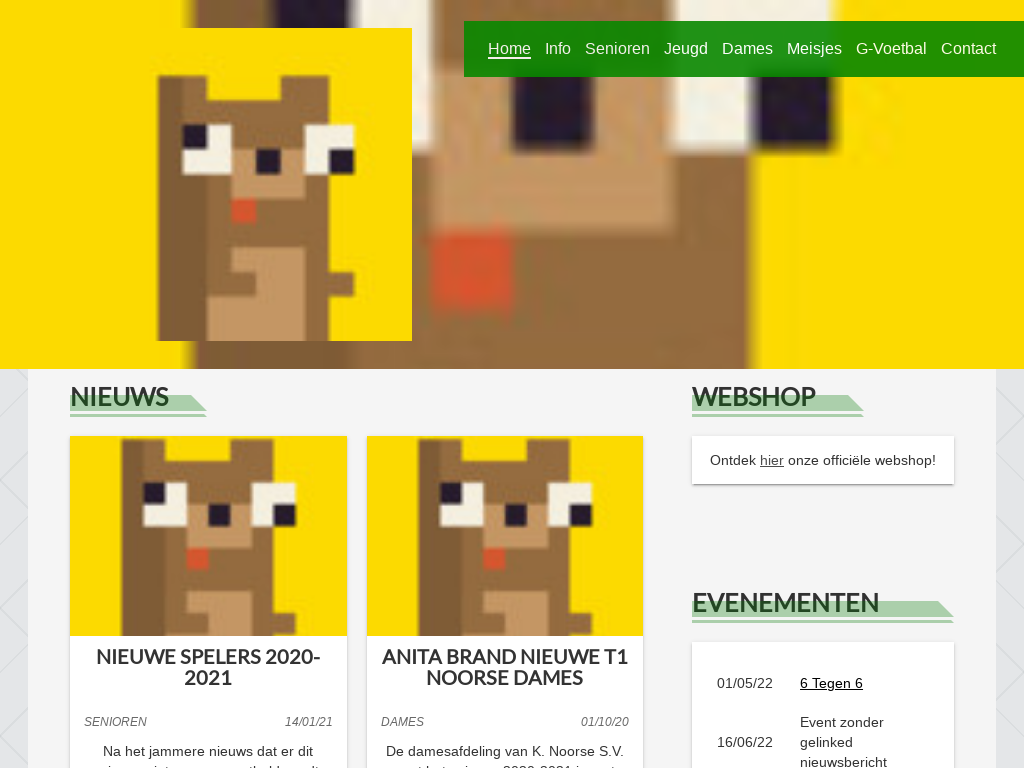 Home Info Senioren Jeugd Dames Meisjes G-Voetbal Contact
NIEUWS
NIEUWE SPELERS 2020-
2021
SENIOREN 14/01/21
Na het jammere nieuws dat er dit
ANITA BRAND NIEUWE T1
NOORSE DAMES
DAMES 01/10/20
De damesafdeling van K. Noorse S.V.
WEBSHOP
Ontdek hier onze officiële webshop!
EVENEMENTEN
01/05/22 6 Tegen 6
16/06/22 Event zonder
gelinked
nieuwsbericht